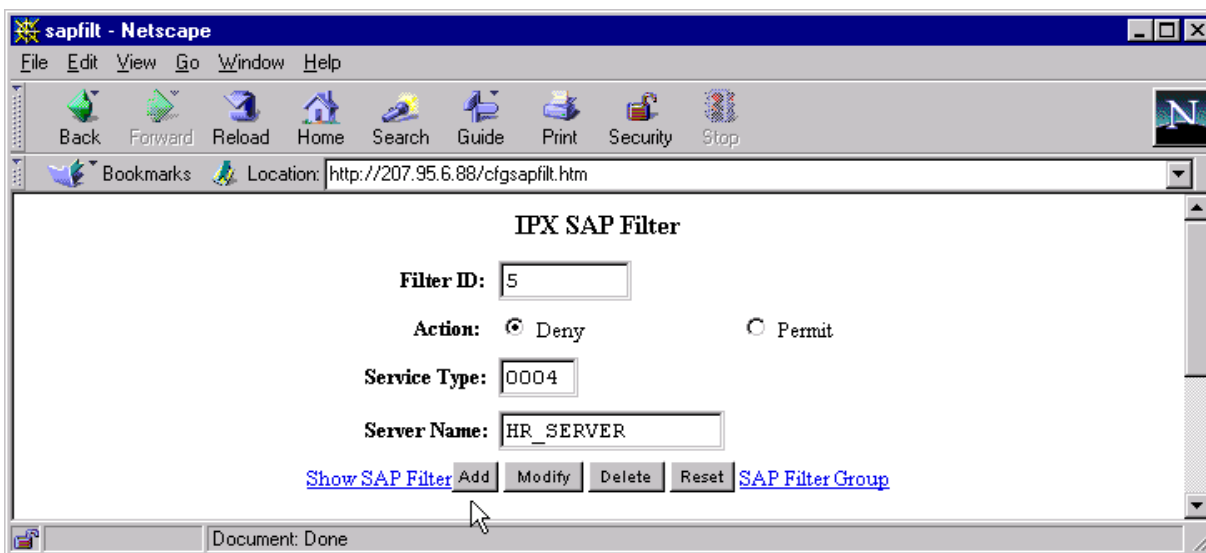 sapfilt - Netscape
File Edit View Go Window Help
Back Forward Reload Home Search Guide Print Security Stop
N
Bookmarks Location: http://207.95.6.88/cfgsapfilt.htm
IPX SAP Filter
Filter ID: 5
Action: Deny Permit
Service Type: 0004
Server Name: HR_SERVER
Show SAP Filter Add Modify Delete Reset SAP Filter Group
Document: Done